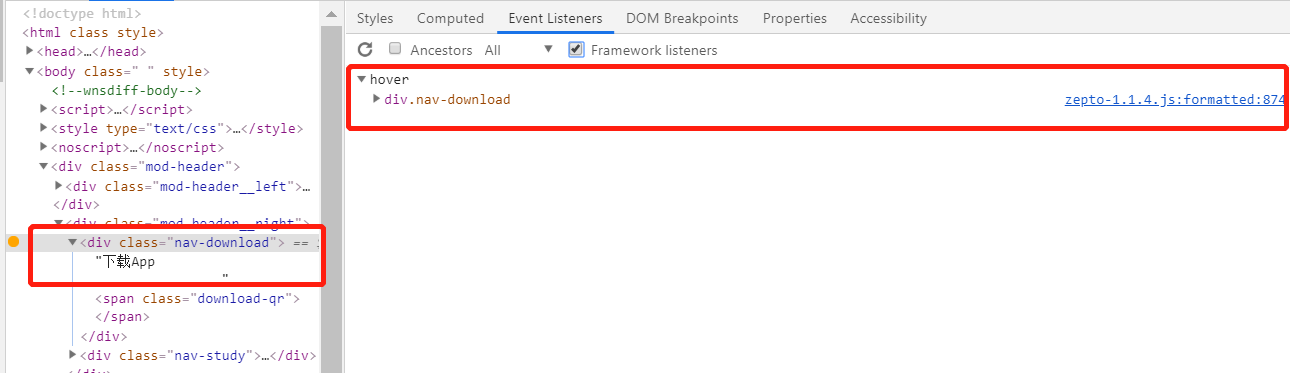 <!doctype html>
<html class style>
<head>…</head>
<body class=" " style>
<!--wnsdiff-body-->
<script>…</script>
<style type="text/css">…</style>
<noscript>…</noscript>
<div class="mod-header">
<div class="mod-header__left">…
</div>
<div class="mod-header__right">
<div class="nav-download"> ==
"下载App
"
<span class="download-qr">
</span>
</div>
<div class="nav-study">…</div>
</div>
Styles Computed Event Listeners DOM Breakpoints Properties Accessibility
Ancestors All Framework listeners
hover
div.nav-download zepto-1.1.4.js:formatted:874